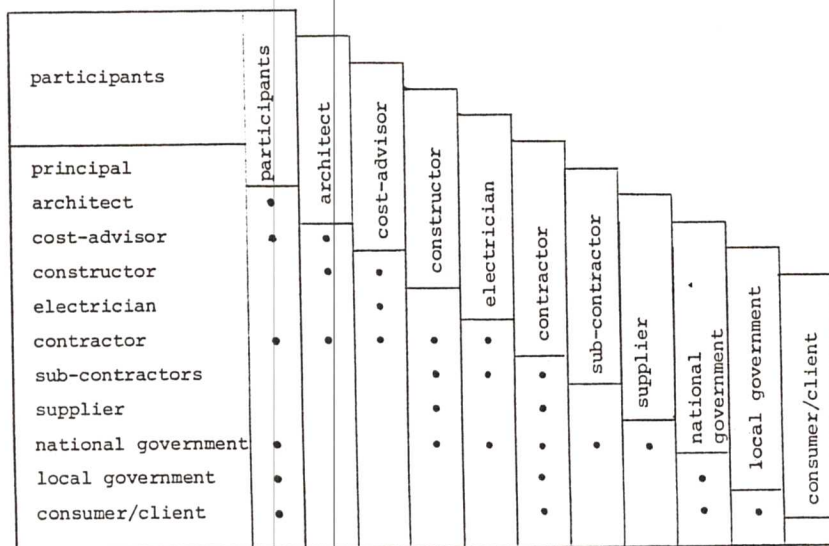 participants
principal
architect
cost-advisor
constructor
electrician
contractor
sub-contractors
supplier
national government
local government
consumer/client
participants
architect
cost-advisor
constructor
electrician
contractor
sub-contractor
supplier
national
government
local government
consumer/client